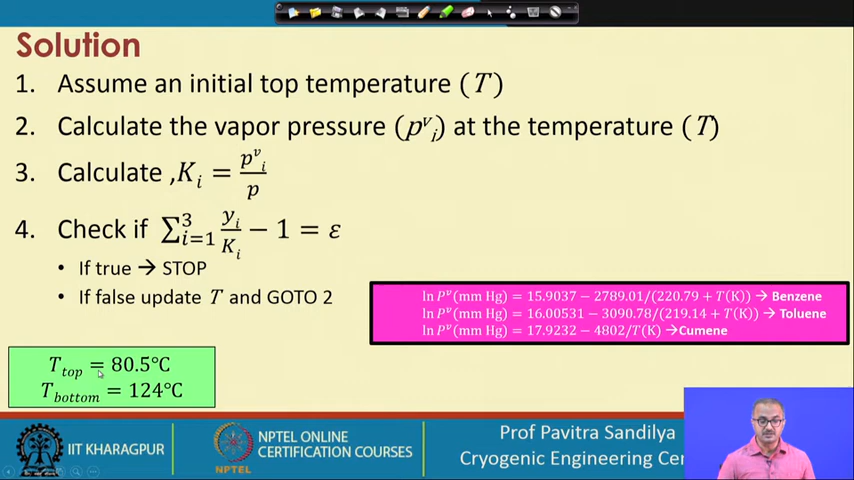 Solution
1. Assume an initial top temperature (T)
2. Calculate the vapor pressure (pᵛᵢ) at the temperature (T)
3. Calculate ,Kᵢ = pᵛᵢ/p
4. Check if ∑³ᵢ₌₁ yᵢ/Kᵢ − 1 = ε
• If true → STOP
• If false update T and GOTO 2
ln Pᵛ(mm Hg) = 15.9037 − 2789.01/(220.79 + T(K)) → Benzene
ln Pᵛ(mm Hg) = 16.00531 − 3090.78/(219.14 + T(K)) → Toluene
ln Pᵛ(mm Hg) = 17.9232 − 4802/T(K) →Cumene
T_top = 80.5°C
T_bottom = 124°C
IIT KHARAGPUR
NPTEL
NPTEL ONLINE
CERTIFICATION COURSES
Prof Pavitra Sandilya
Cryogenic Engineering Cen